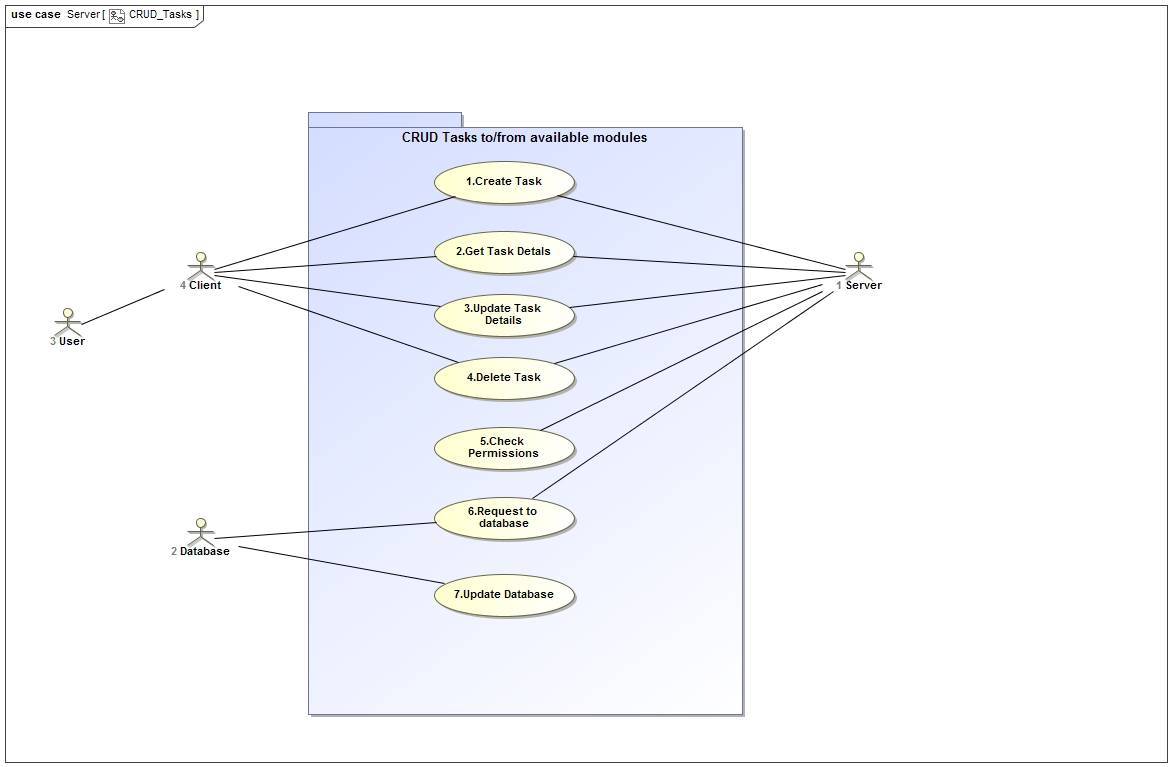 use case Server[ CRUD_Tasks ]
CRUD Tasks to/from available modules
1.Create Task
2.Get Task Detals
4 Client
1 Server
3.Update Task
Details
3 User
4.Delete Task
5.Check
Permissions
6.Request to
database
2 Database
7.Update Database